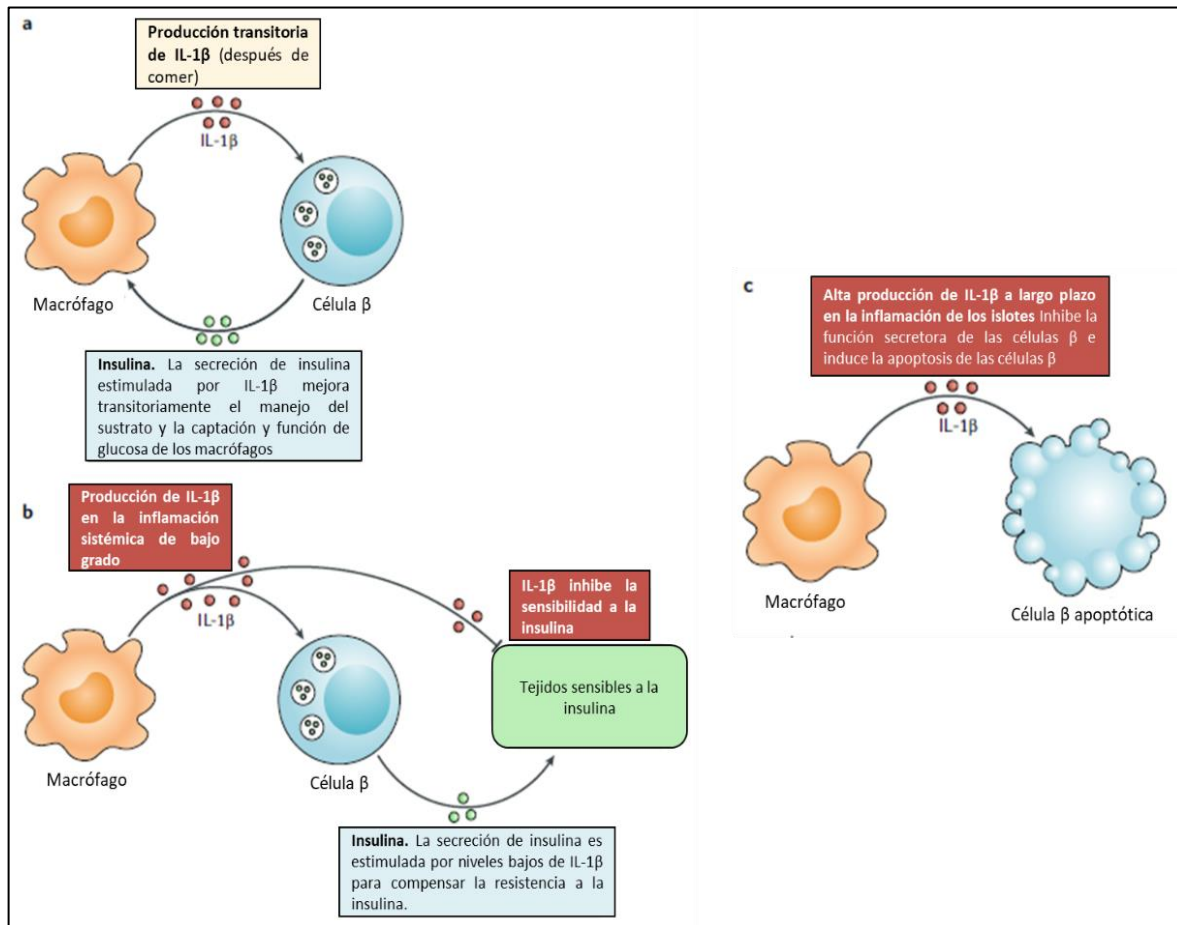 a
Producción transitoria
de IL-1β (después de
comer)
IL-1β
Macrófago
Célula β
Insulina. La secreción de insulina
estimulada por IL-1β mejora
transitoriamente el manejo del
sustrato y la captación y función de
glucosa de los macrófagos
b
Producción de IL-1β
en la inflamación
sistémica de bajo
grado
IL-1β
IL-1β inhibe la
sensibilidad a la
insulina
Tejidos sensibles a la
insulina
Macrófago
Célula β
Insulina. La secreción de insulina es
estimulada por niveles bajos de IL-1β
para compensar la resistencia a la
insulina.
c
Alta producción de IL-1β a largo plazo
en la inflamación de los islotes Inhibe la
función secretora de las células β e
induce la apoptosis de las células β
IL-1β
Macrófago
Célula β apoptótica